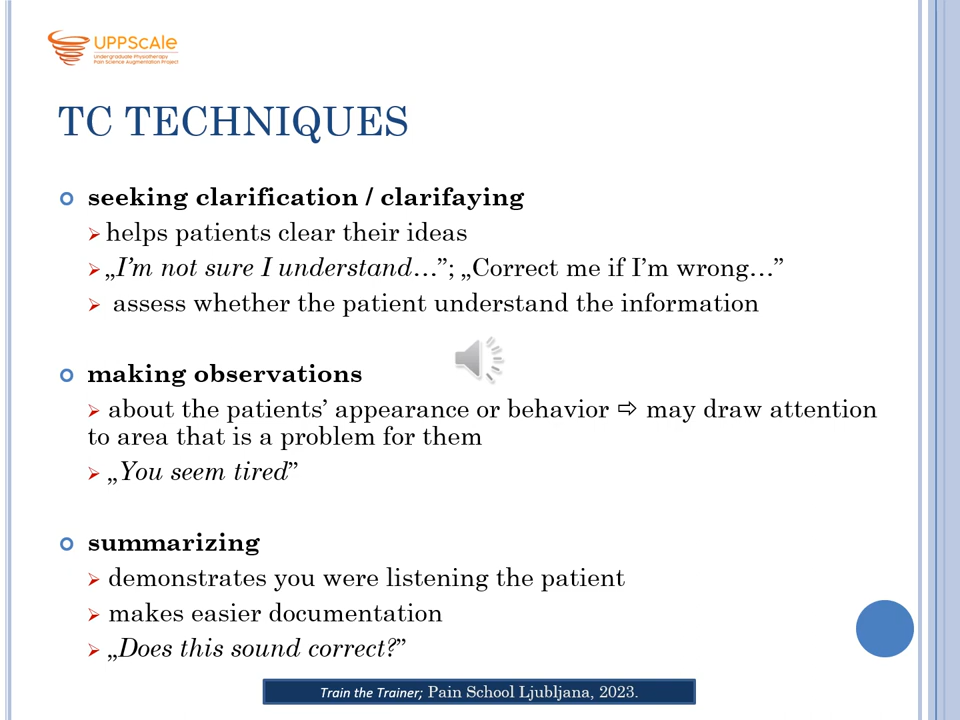 UPPSCale
Undergraduate Physiotherapy
Pain Science Augmentation Project
TC TECHNIQUES
seeking clarification / clarifaying
helps patients clear their ideas
„I’m not sure I understand…”; „Correct me if I’m wrong…”
assess whether the patient understand the information
making observations
about the patients’ appearance or behavior ⇨ may draw attention
to area that is a problem for them
„You seem tired”
summarizing
demonstrates you were listening the patient
makes easier documentation
„Does this sound correct?”
Train the Trainer; Pain School Ljubljana, 2023.